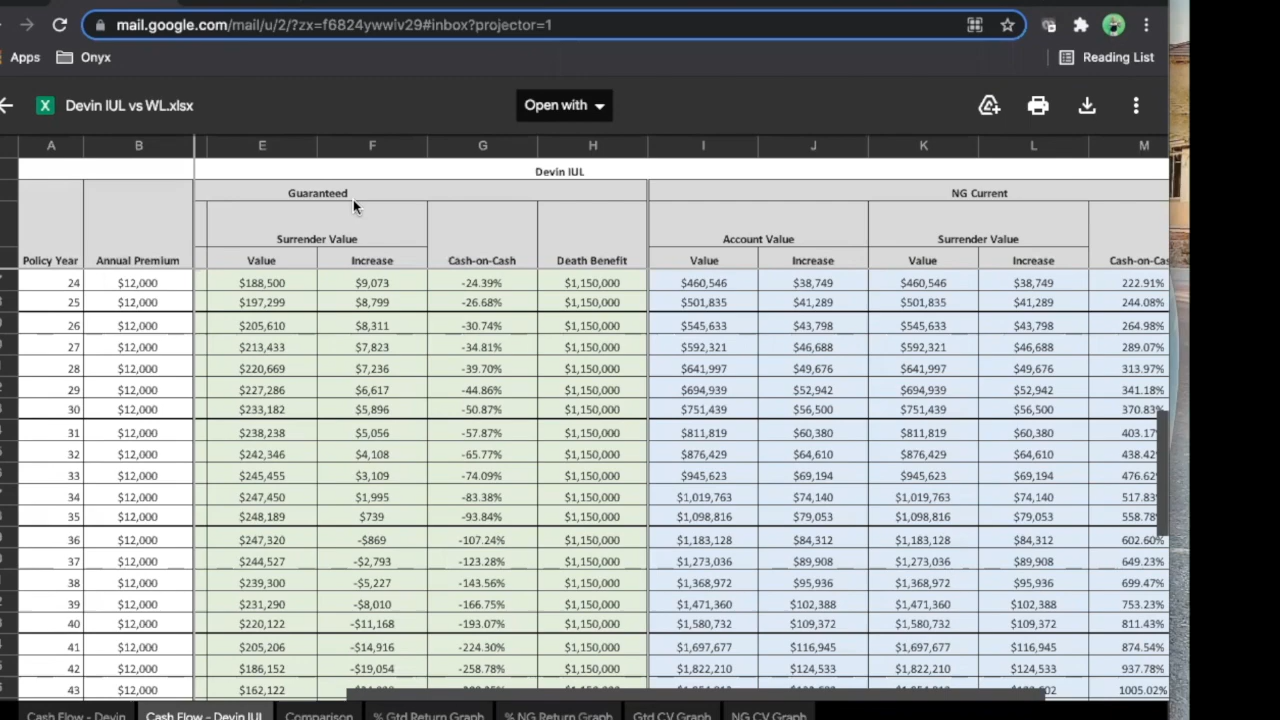 mail.google.com/mail/u/2/?zx=f6824ywwiv29#inbox?projector=1
Apps Onyx Reading List
X Devin IUL vs WL.xlsx Open with
A B E F G H I J K L M
Devin IUL
Guaranteed NG Current
Surrender Value Account Value Surrender Value
Policy Year Annual Premium Value Increase Cash-on-Cash Death Benefit Value Increase Value Increase Cash-on-Cas
24 $12,000 $188,500 $9,073 -24.39% $1,150,000 $460,546 $38,749 $460,546 $38,749 222.91%
25 $12,000 $197,299 $8,799 -26.68% $1,150,000 $501,835 $41,289 $501,835 $41,289 244.08%
26 $12,000 $205,610 $8,311 -30.74% $1,150,000 $545,633 $43,798 $545,633 $43,798 264.98%
27 $12,000 $213,433 $7,823 -34.81% $1,150,000 $592,321 $46,688 $592,321 $46,688 289.07%
28 $12,000 $220,669 $7,236 -39.70% $1,150,000 $641,997 $49,676 $641,997 $49,676 313.97%
29 $12,000 $227,286 $6,617 -44.86% $1,150,000 $694,939 $52,942 $694,939 $52,942 341.18%
30 $12,000 $233,182 $5,896 -50.87% $1,150,000 $751,439 $56,500 $751,439 $56,500 370.83%
31 $12,000 $238,238 $5,056 -57.87% $1,150,000 $811,819 $60,380 $811,819 $60,380 403.17%
32 $12,000 $242,346 $4,108 -65.77% $1,150,000 $876,429 $64,610 $876,429 $64,610 438.42%
33 $12,000 $245,455 $3,109 -74.09% $1,150,000 $945,623 $69,194 $945,623 $69,194 476.62%
34 $12,000 $247,450 $1,995 -83.38% $1,150,000 $1,019,763 $74,140 $1,019,763 $74,140 517.83%
35 $12,000 $248,189 $739 -93.84% $1,150,000 $1,098,816 $79,053 $1,098,816 $79,053 558.78%
36 $12,000 $247,320 -$869 -107.24% $1,150,000 $1,183,128 $84,312 $1,183,128 $84,312 602.60%
37 $12,000 $244,527 -$2,793 -123.28% $1,150,000 $1,273,036 $89,908 $1,273,036 $89,908 649.23%
38 $12,000 $239,300 -$5,227 -143.56% $1,150,000 $1,368,972 $95,936 $1,368,972 $95,936 699.47%
39 $12,000 $231,290 -$8,010 -166.75% $1,150,000 $1,471,360 $102,388 $1,471,360 $102,388 753.23%
40 $12,000 $220,122 -$11,168 -193.07% $1,150,000 $1,580,732 $109,372 $1,580,732 $109,372 811.43%
41 $12,000 $205,206 -$14,916 -224.30% $1,150,000 $1,697,677 $116,945 $1,697,677 $116,945 874.54%
42 $12,000 $186,152 -$19,054 -258.78% $1,150,000 $1,822,210 $124,533 $1,822,210 $124,533 937.78%
43 $12,000 $162,122 1005.02%
Cash Flow - Devin Cash Flow - Devin IUL Comparison % Gtd Return Graph % NG Return Graph Gtd CV Graph NG CV Graph